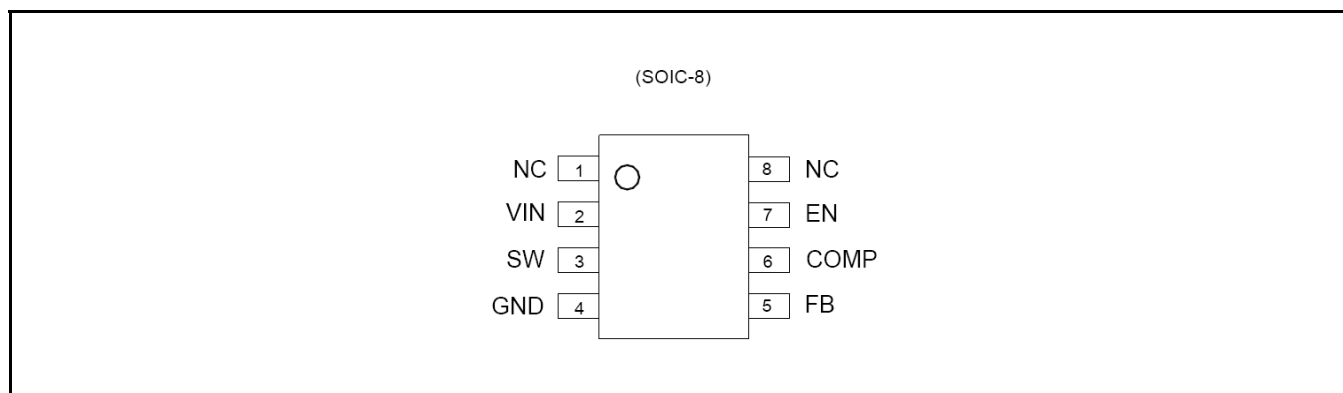 (SOIC-8)
NC 1 8 NC
VIN 2 7 EN
SW 3 6 COMP
GND 4 5 FB